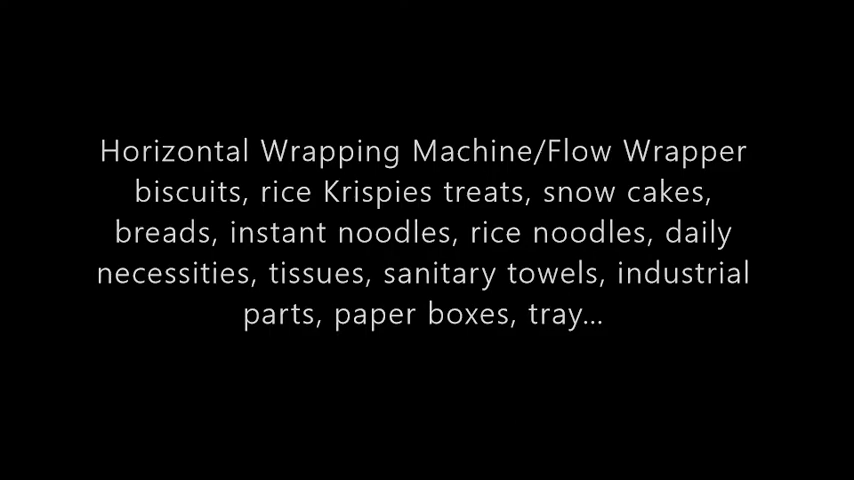 Horizontal Wrapping Machine/Flow Wrapper
biscuits, rice Krispies treats, snow cakes,
breads, instant noodles, rice noodles, daily
necessities, tissues, sanitary towels, industrial
parts, paper boxes, tray...